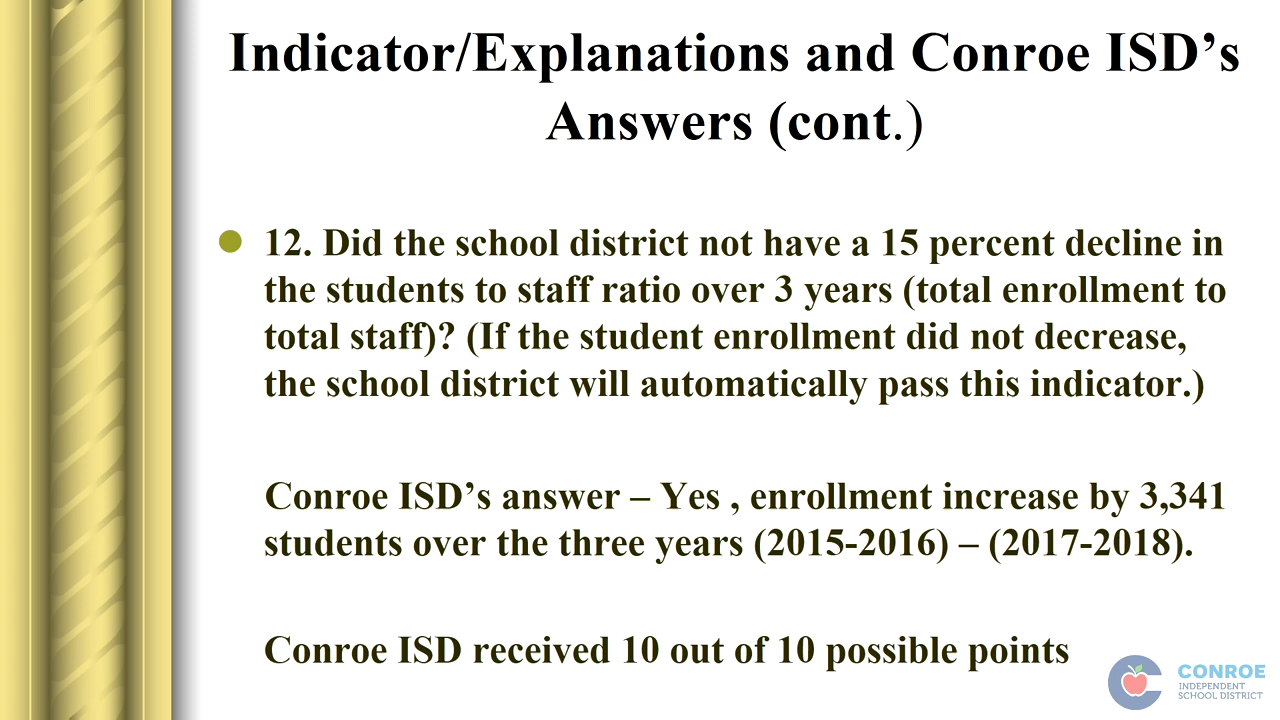 Indicator/Explanations and Conroe ISD’s
Answers (cont.)
12. Did the school district not have a 15 percent decline in
the students to staff ratio over 3 years (total enrollment to
total staff)? (If the student enrollment did not decrease,
the school district will automatically pass this indicator.)
Conroe ISD’s answer – Yes , enrollment increase by 3,341
students over the three years (2015-2016) – (2017-2018).
Conroe ISD received 10 out of 10 possible points
CONROE
INDEPENDENT
SCHOOL DISTRICT